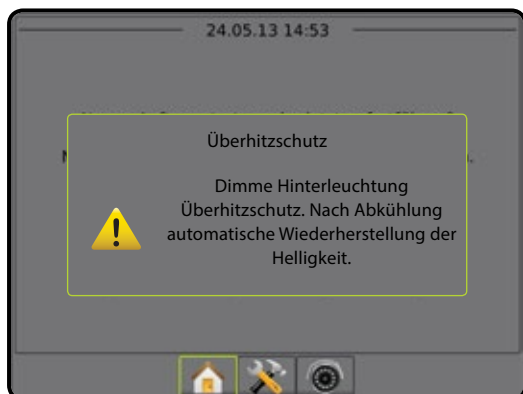 24.05.13 14:53
Überhitzschutz
Dimme Hinterleuchtung
Überhitzschutz. Nach Abkühlung
automatische Wiederherstellung der
Helligkeit.